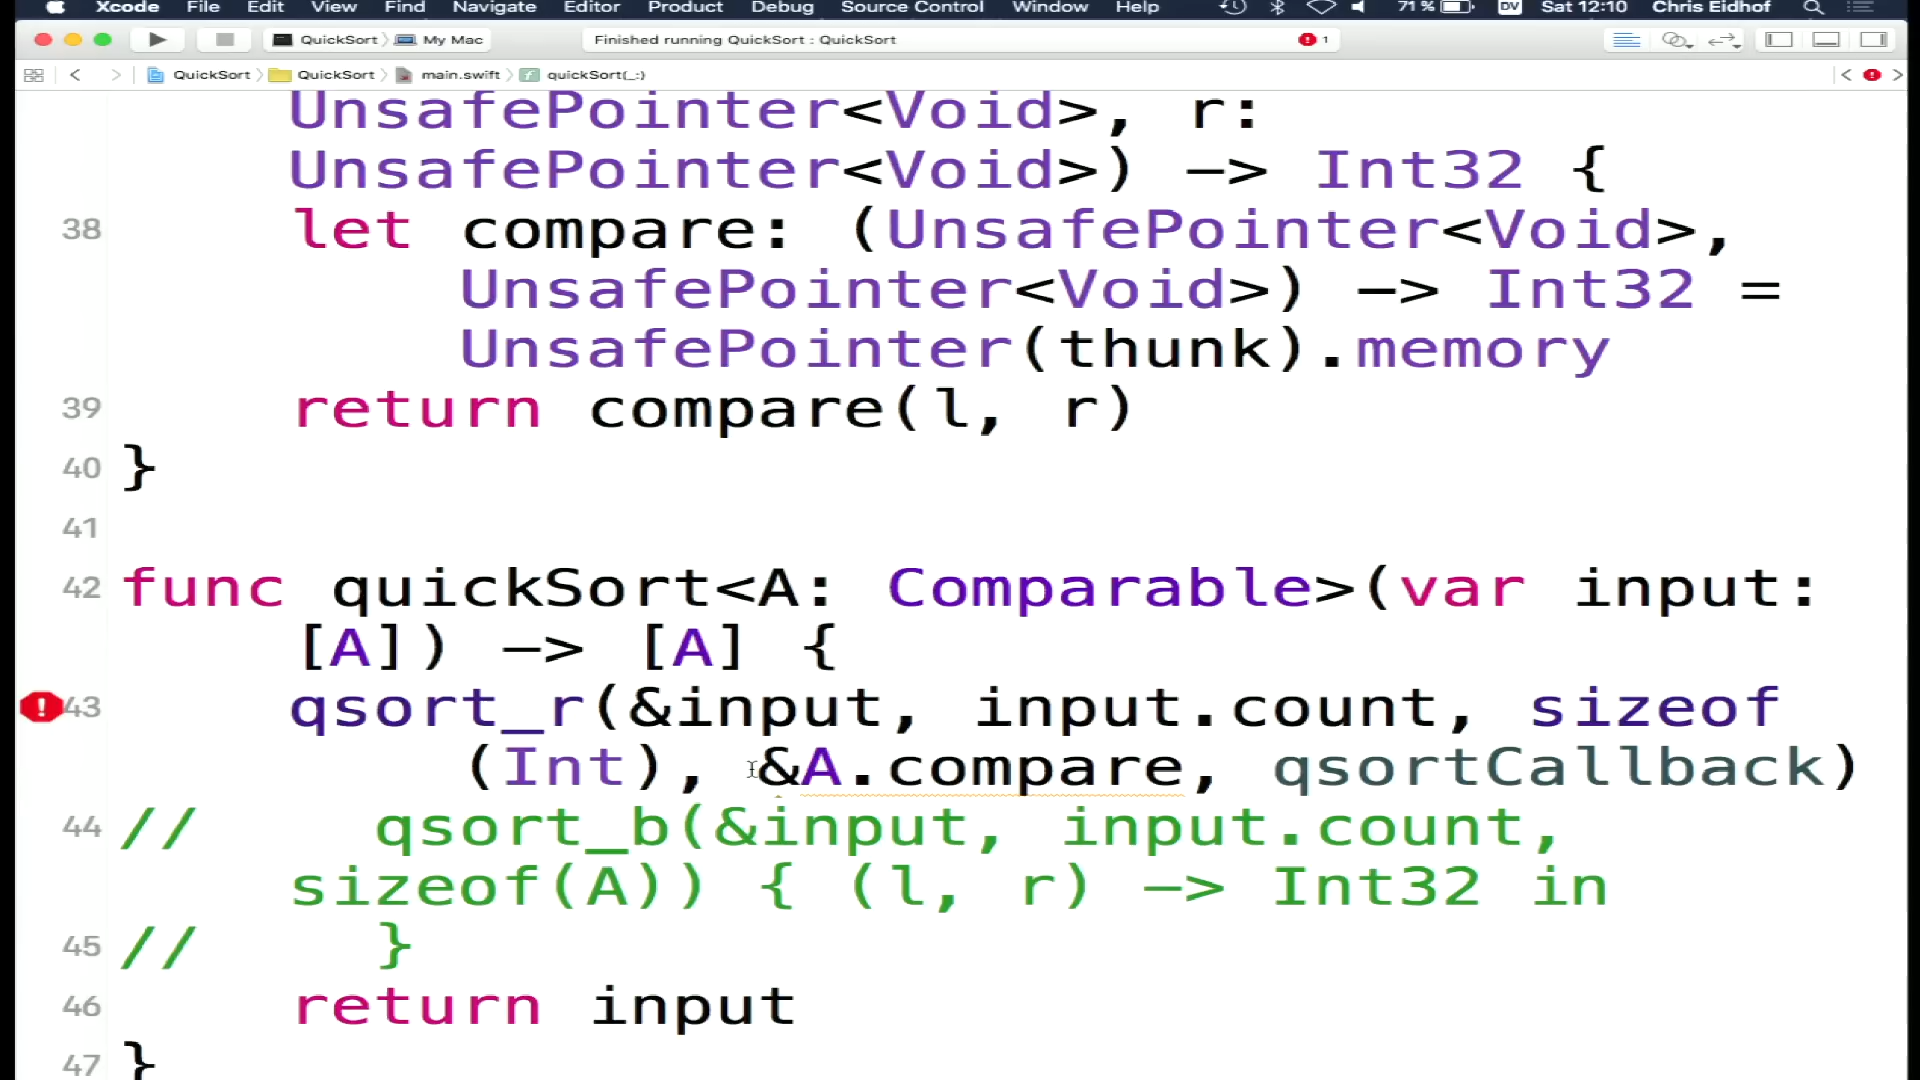 Xcode File Edit View Find Navigate Editor Product Debug Source Control Window Help 71% DV Sat 12:10 Chris Eidhof
QuickSort My Mac Finished running QuickSort : QuickSort 1
QuickSort QuickSort main.swift f quickSort(_:)
UnsafePointer<Void>, r:
UnsafePointer<Void>) -> Int32 {
38 let compare: (UnsafePointer<Void>,
UnsafePointer<Void>) -> Int32 =
UnsafePointer(thunk).memory
39 return compare(l, r)
40 }
41
42 func quickSort<A: Comparable>(var input:
[A]) -> [A] {
43 qsort_r(&input, input.count, sizeof
(Int), &A.compare, qsortCallback)
44 // qsort_b(&input, input.count,
sizeof(A)) { (l, r) -> Int32 in
45 // }
46 return input
47 }